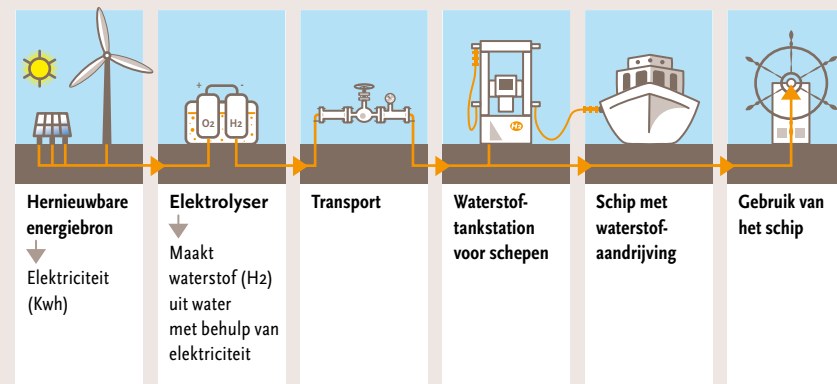 + -
O2 H2
H2
Hernieuwbare
energiebron
Elektriciteit
(Kwh)
Elektrolyser
Maakt
waterstof (H2)
uit water
met behulp van
elektriciteit
Transport
Waterstof-
tankstation
voor schepen
Schip met
waterstof-
aandrijving
Gebruik van
het schip